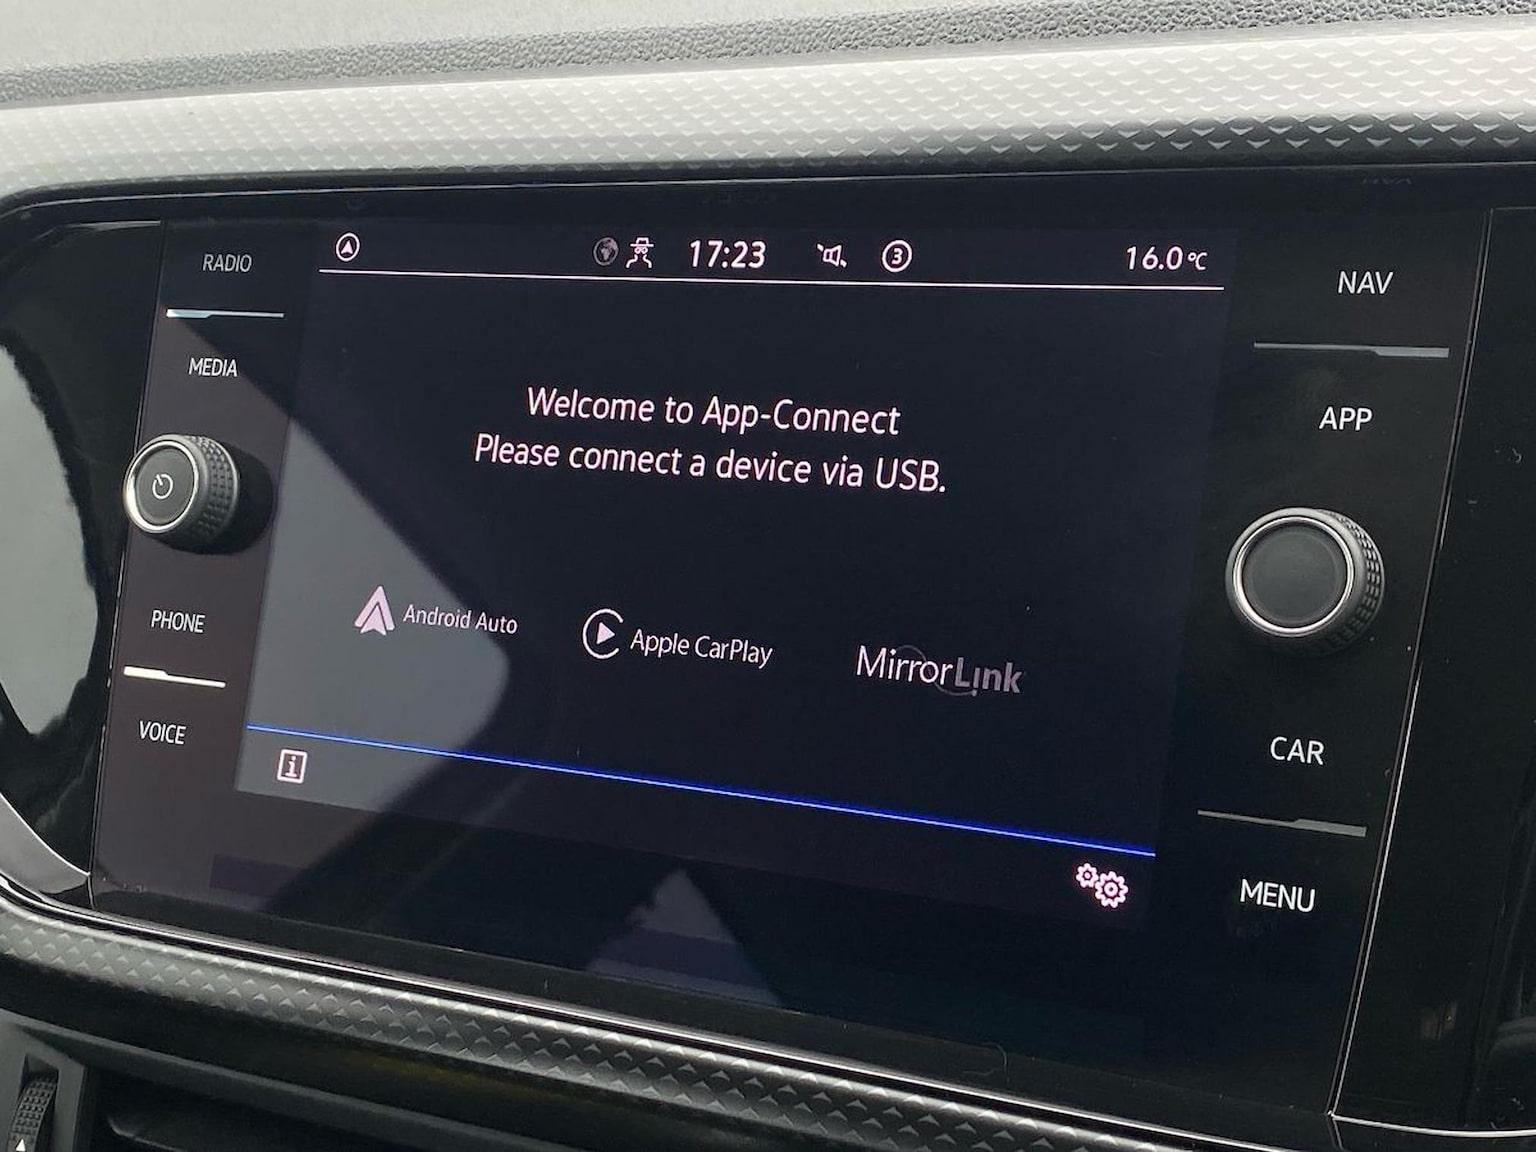 RADIO
MEDIA
PHONE
VOICE
17:23
3
16.0°C
Welcome to App-Connect
Please connect a device via USB.
Android Auto
Apple CarPlay
MirrorLink
i
NAV
APP
CAR
MENU